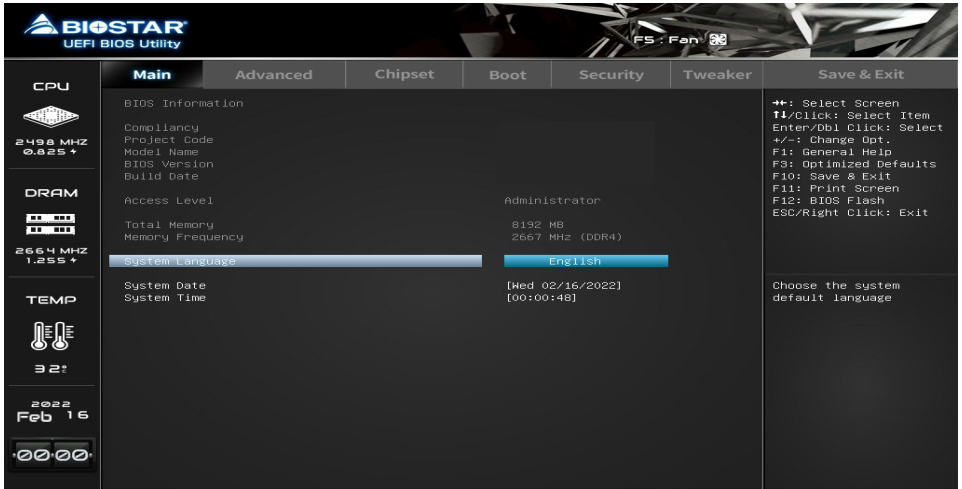 BIOSTAR
UEFI BIOS Utility
F5 : Fan
Main Advanced Chipset Boot Security Tweaker Save & Exit
CPU
2498 MHZ
0.825
DRAM
2664 MHZ
1.255
TEMP
32
2022
Feb 16
00:00
BIOS Information
Compliancy
Project Code
Model Name
BIOS Version
Build Date
Access Level Administrator
Total Memory 8192 MB
Memory Frequency 2667 MHz (DDR4)
System Language English
System Date [Wed 02/16/2022]
System Time [00:00:48]
→←: Select Screen
↑↓/Click: Select Item
Enter/Dbl Click: Select
+/-: Change Opt.
F1: General Help
F3: Optimized Defaults
F10: Save & Exit
F11: Print Screen
F12: BIOS Flash
ESC/Right Click: Exit
Choose the system
default language